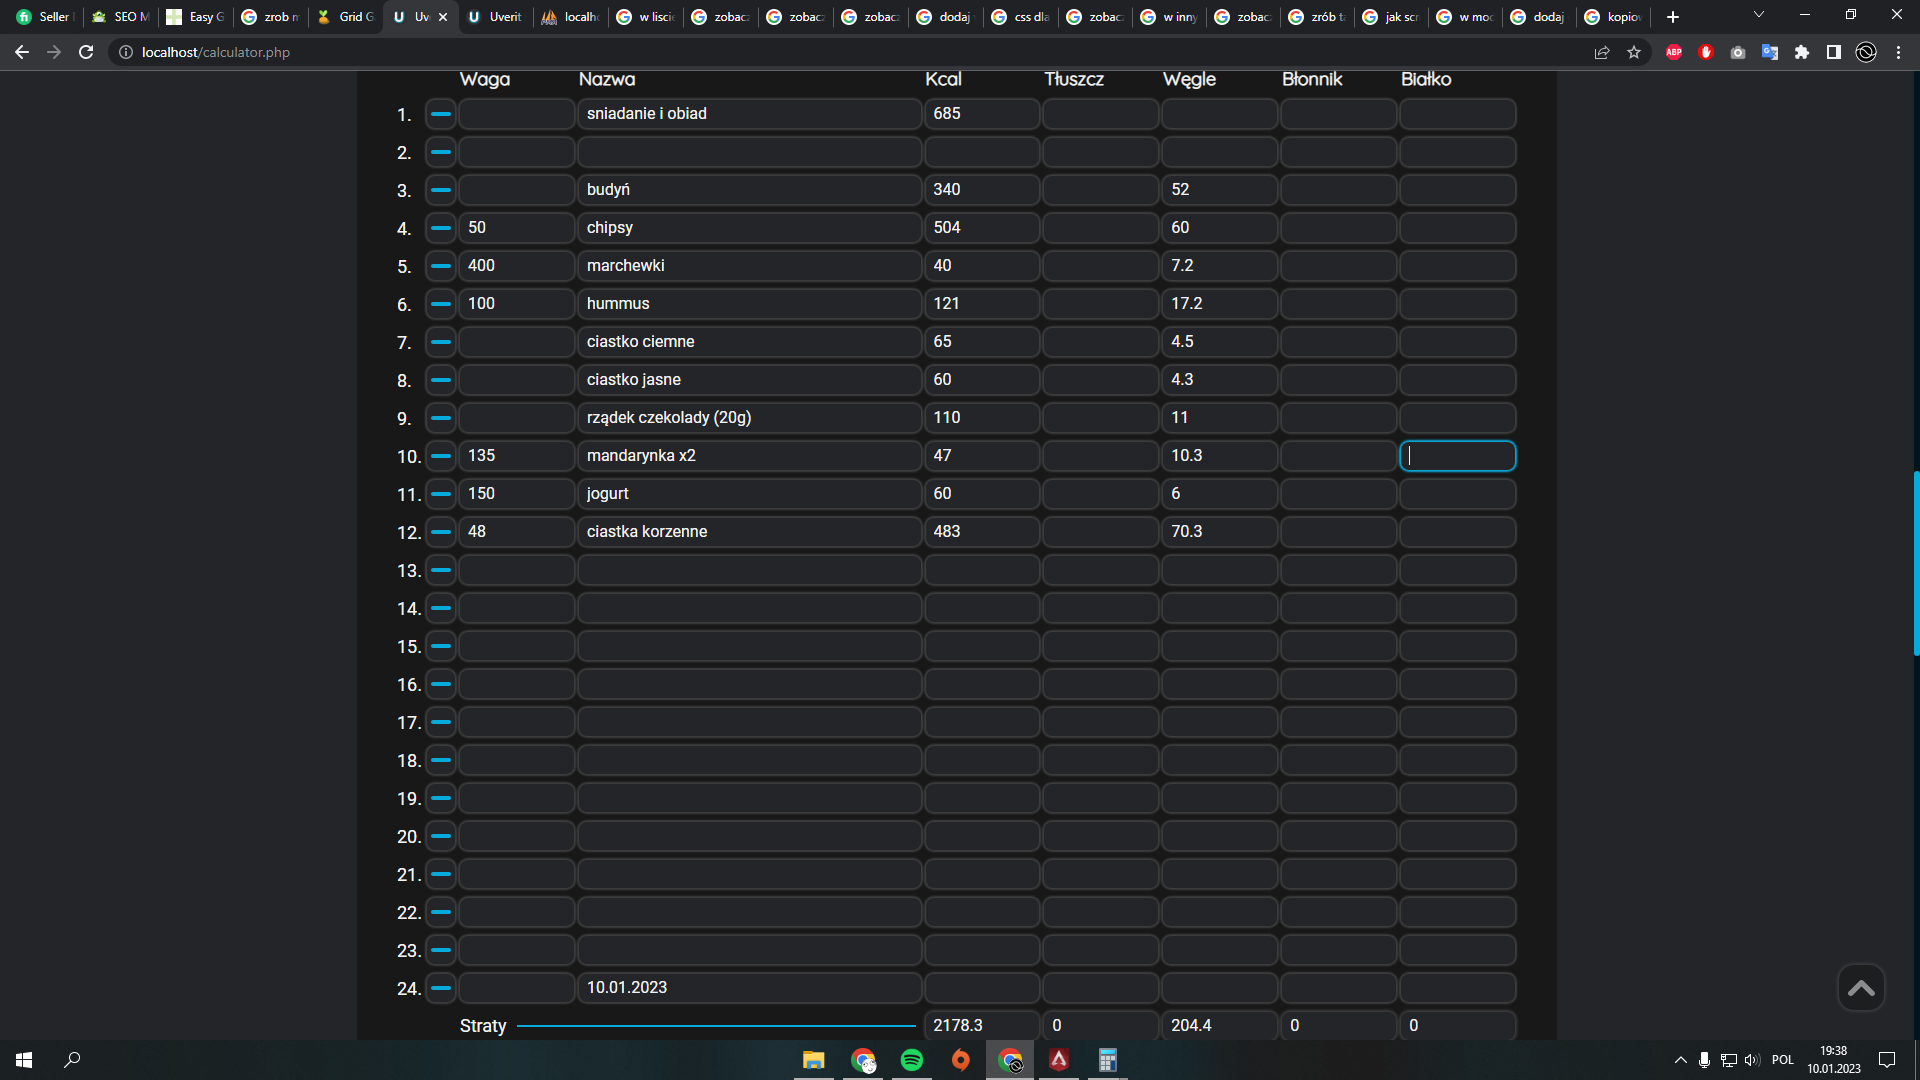 Seller
SEO M
Easy G
zrob m
Grid G
Uv
Uverit
localh
w liście
zobac
zobac
zobac
dodaj
css dla
zobac
w inny
zobac
zrób ta
jak scr
w moc
dodaj
kopiov
localhost/calculator.php
ABP
Waga Nazwa Kcal Tłuszcz Węgle Błonnik Białko
1. sniadanie i obiad 685
2.
3. budyń 340 52
4. 50 chipsy 504 60
5. 400 marchewki 40 7.2
6. 100 hummus 121 17.2
7. ciastko ciemne 65 4.5
8. ciastko jasne 60 4.3
9. rządek czekolady (20g) 110 11
10. 135 mandarynka x2 47 10.3
11. 150 jogurt 60 6
12. 48 ciastka korzenne 483 70.3
13.
14.
15.
16.
17.
18.
19.
20.
21.
22.
23.
24. 10.01.2023
Straty 2178.3 0 204.4 0 0
POL
19:38
10.01.2023